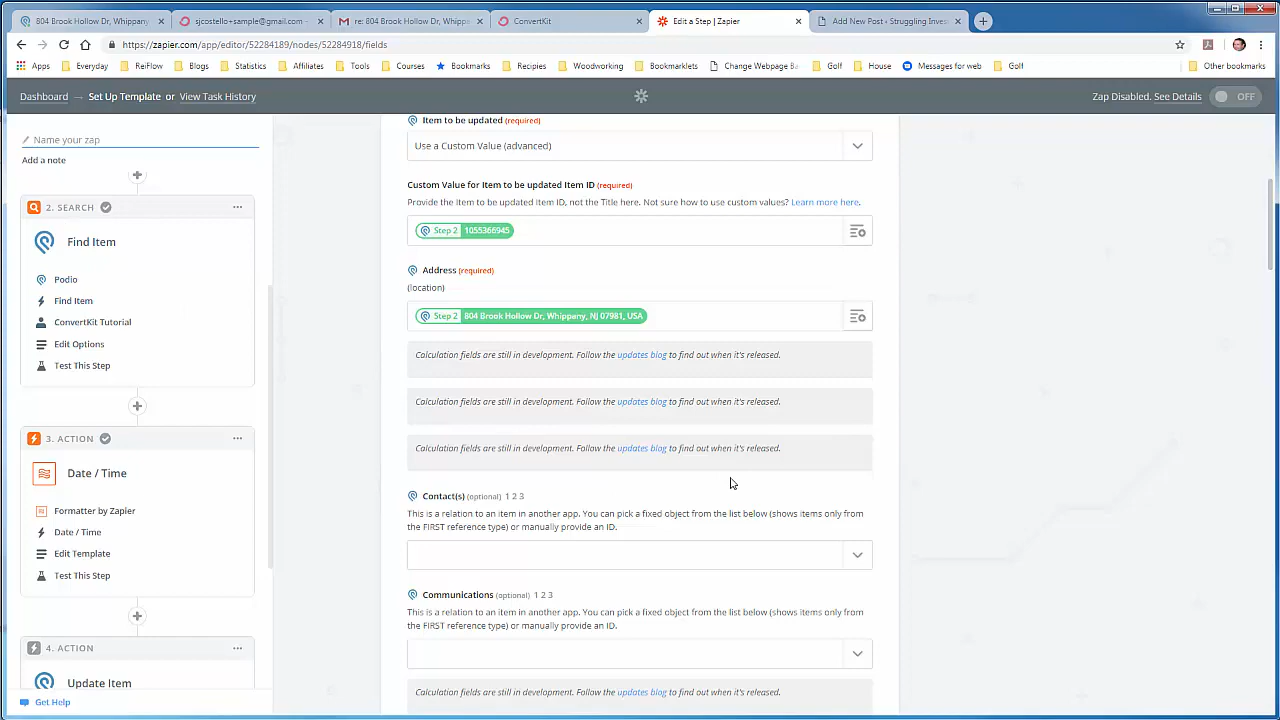 804 Brook Hollow Dr, Whippany
sjcostello+sample@gmail.com -
re: 804 Brook Hollow Dr, Whippe
ConvertKit
Edit a Step | Zapier
Add New Post ‹ Struggling Inves
https://zapier.com/app/editor/52284189/nodes/52284918/fields
Apps
Everyday
ReiFlow
Blogs
Statistics
Affiliates
Tools
Courses
Bookmarks
Recipies
Woodworking
Bookmarklets
Change Webpage Ba
Golf
House
Messages for web
Golf
Other bookmarks
Dashboard → Set Up Template or View Task History
Zap Disabled. See Details
OFF
Name your zap
Add a note
2. SEARCH
Find Item
Podio
Find Item
ConvertKit Tutorial
Edit Options
Test This Step
3. ACTION
Date / Time
Formatter by Zapier
Date / Time
Edit Template
Test This Step
4. ACTION
Update Item
Get Help
Item to be updated (required)
Use a Custom Value (advanced)
Custom Value for Item to be updated Item ID (required)
Provide the Item to be updated Item ID, not the Title here. Not sure how to use custom values? Learn more here.
Step 2 1055366945
Address (required)
(location)
Step 2 804 Brook Hollow Dr, Whippany, NJ 07981, USA
Calculation fields are still in development. Follow the updates blog to find out when it's released.
Calculation fields are still in development. Follow the updates blog to find out when it's released.
Calculation fields are still in development. Follow the updates blog to find out when it's released.
Contact(s) (optional) 1 2 3
This is a relation to an item in another app. You can pick a fixed object from the list below (shows items only from
the FIRST reference type) or manually provide an ID.
Communications (optional) 1 2 3
This is a relation to an item in another app. You can pick a fixed object from the list below (shows items only from
the FIRST reference type) or manually provide an ID.
Calculation fields are still in development. Follow the updates blog to find out when it's released.